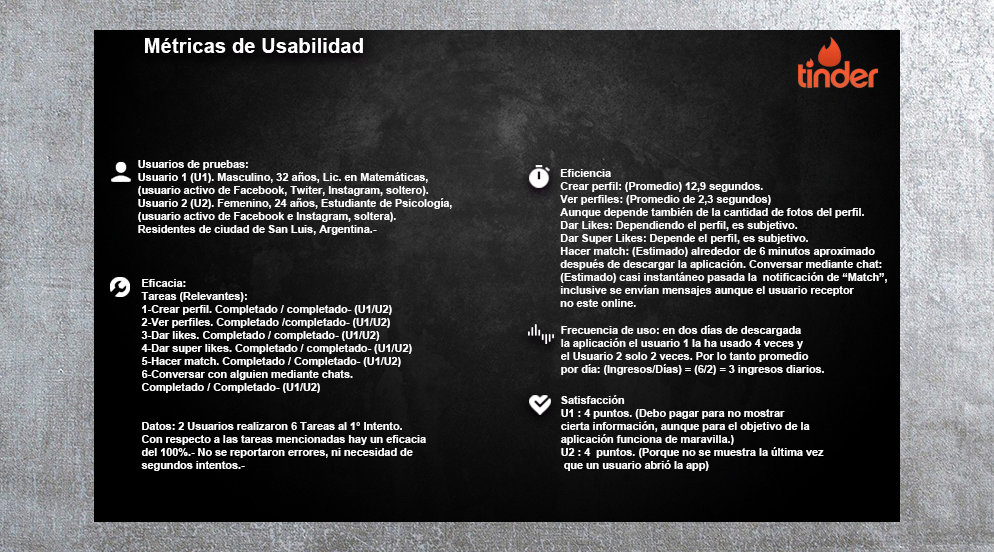 Métricas de Usabilidad
tinder
Usuarios de pruebas:
Usuario 1 (U1). Masculino, 32 años, Lic. en Matemáticas,
(usuario activo de Facebook, Twiter, Instagram, soltero).
Usuario 2 (U2). Femenino, 24 años, Estudiante de Psicología,
(usuario activo de Facebook e Instagram, soltera).
Residentes de ciudad de San Luis, Argentina.-
Eficacia:
Tareas (Relevantes):
1-Crear perfil. Completado / completado- (U1/U2)
2-Ver perfiles. Completado /completado- (U1/U2)
3-Dar likes. Completado / completado- (U1/U2)
4-Dar super likes. Completado / completado- (U1/U2)
5-Hacer match. Completado / Completado- (U1/U2)
6-Conversar con alguien mediante chats.
Completado / Completado- (U1/U2)
Datos: 2 Usuarios realizaron 6 Tareas al 1° Intento.
Con respecto a las tareas mencionadas hay un eficacia
del 100%.- No se reportaron errores, ni necesidad de
segundos intentos.-
Eficiencia
Crear perfil: (Promedio) 12,9 segundos.
Ver perfiles: (Promedio de 2,3 segundos)
Aunque depende también de la cantidad de fotos del perfil.
Dar Likes: Dependiendo el perfil, es subjetivo.
Dar Super Likes: Depende el perfil, es subjetivo.
Hacer match: (Estimado) alrededor de 6 minutos aproximado
después de descargar la aplicación. Conversar mediante chat:
(Estimado) casi instantáneo pasada la notificación de “Match”,
inclusive se envían mensajes aunque el usuario receptor
no este online.
Frecuencia de uso: en dos días de descargada
la aplicación el usuario 1 la ha usado 4 veces y
el Usuario 2 solo 2 veces. Por lo tanto promedio
por día: (Ingresos/Días) = (6/2) = 3 ingresos diarios.
Satisfacción
U1 : 4 puntos. (Debo pagar para no mostrar
cierta información, aunque para el objetivo de la
aplicación funciona de maravilla.)
U2 : 4 puntos. (Porque no se muestra la última vez
que un usuario abrió la app)